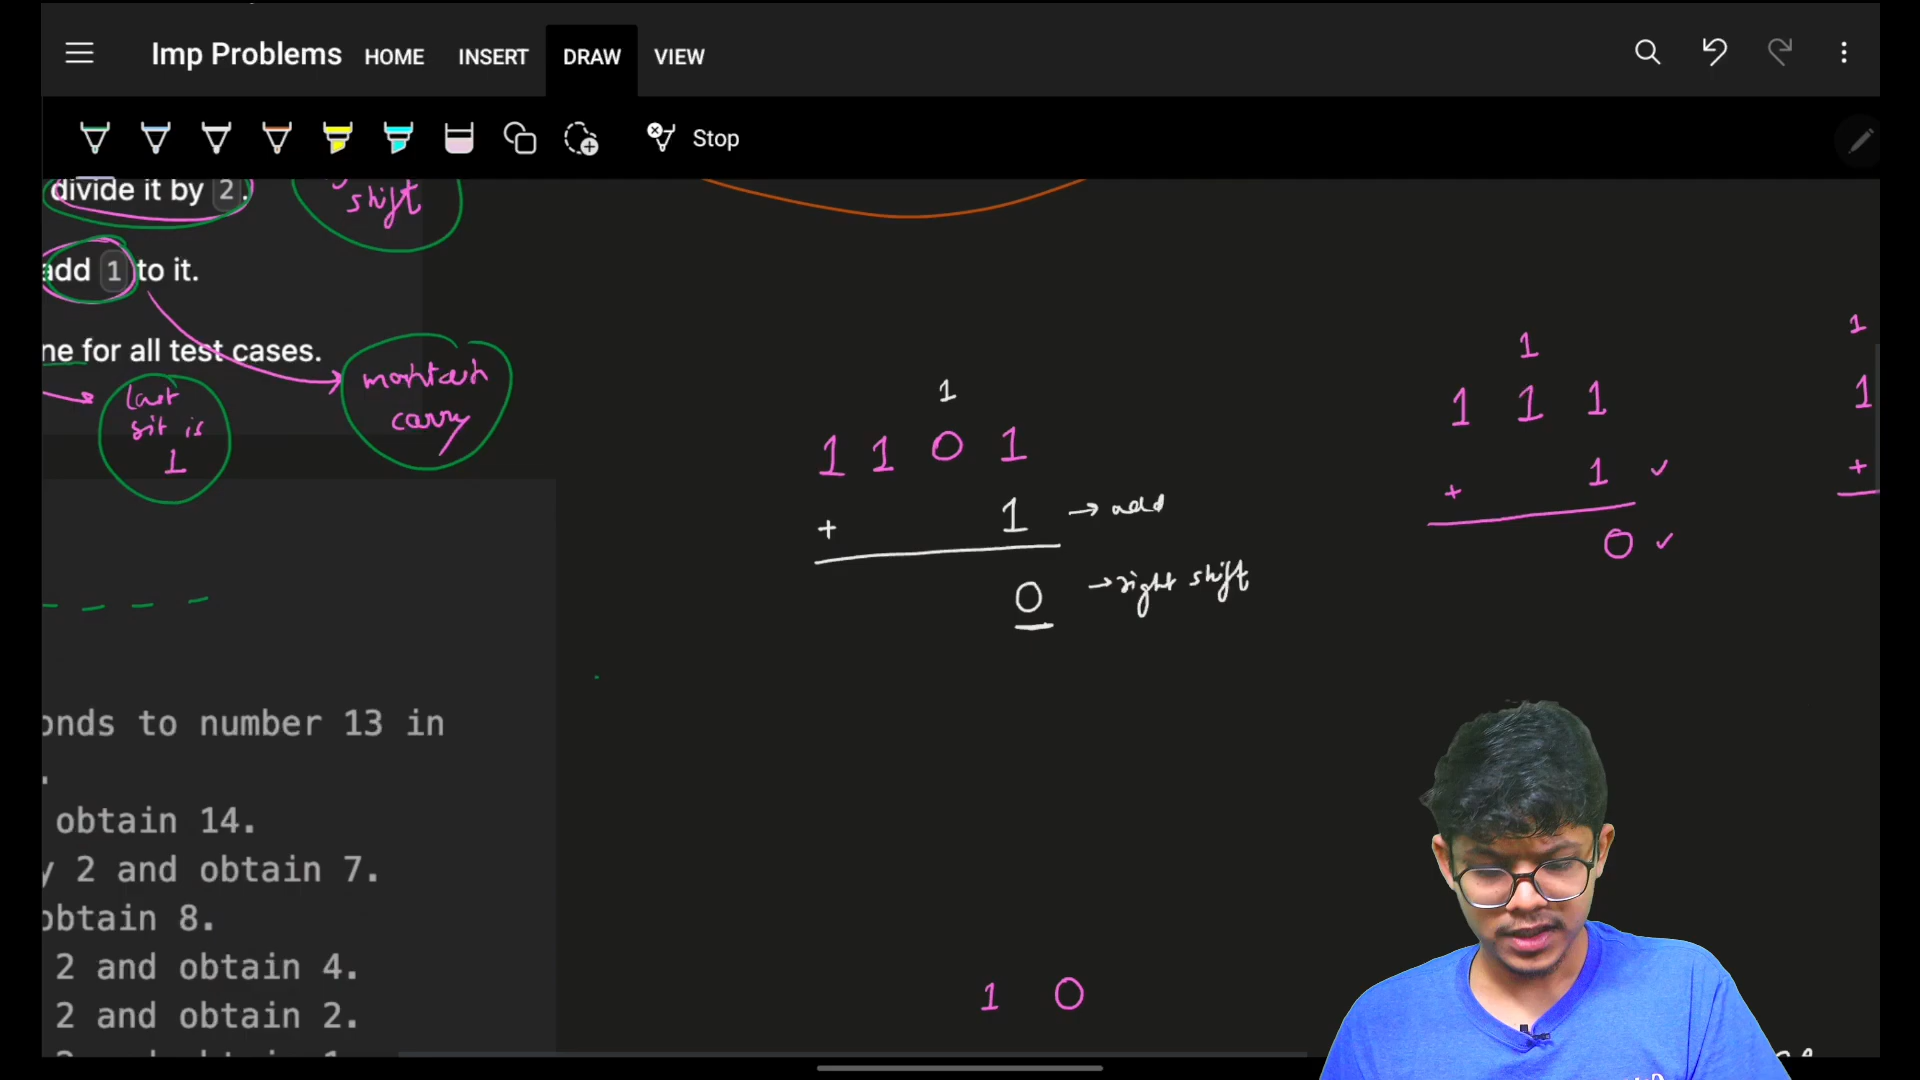 Imp Problems HOME INSERT DRAW VIEW
Stop
divide it by 2.
shift
add 1 to it.
ne for all test cases.
last
bit is
1
carry
1
1 1 0 1
+ 1 → add
0 → right shift
1
1 1 1
+ 1 ✓
0 ✓
1
1
+
onds to number 13 in
.
obtain 14.
y 2 and obtain 7.
obtain 8.
2 and obtain 4.
2 and obtain 2.
1 0